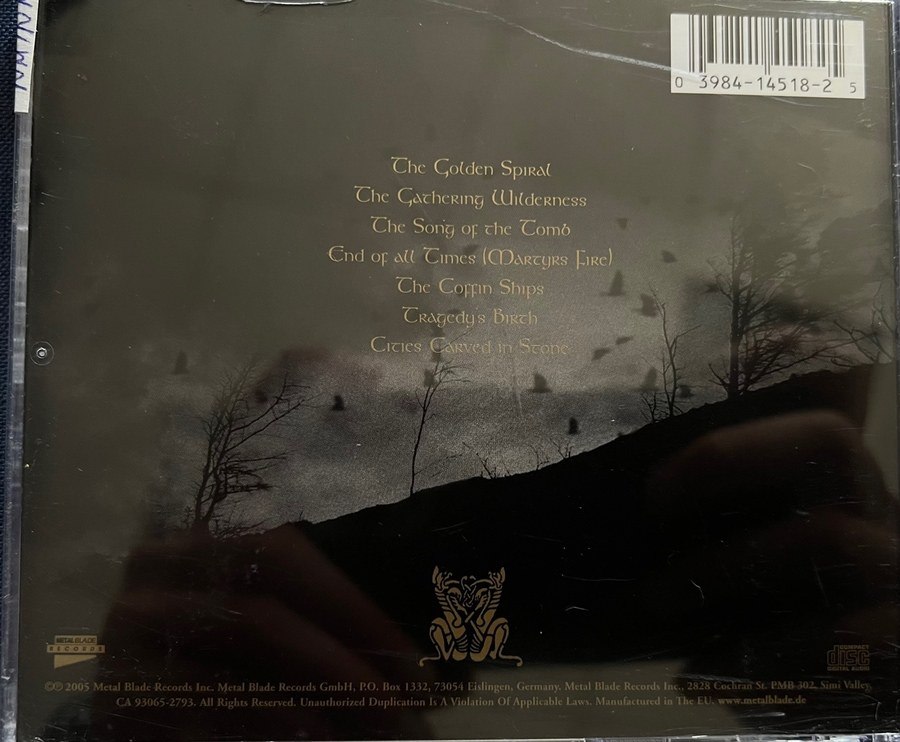 0 3984-14518-2 5
The Golden Spiral
The Gathering Wilderness
The Song of the Tomb
End of all Times (Martyrs Fire)
The Coffin Ships
Tragedys Birth
Cities Carved in Stone
METAL BLADE
RECORDS
COMPACT
disc
DIGITAL AUDIO
©℗ 2005 Metal Blade Records Inc. Metal Blade Records GmbH, P.O. Box 1332, 73054 Eislingen, Germany. Metal Blade Records Inc., 2828 Cochran St. PMB 302, Simi Valley,
CA 93065-2793. All Rights Reserved. Unauthorized Duplication Is A Violation Of Applicable Laws. Manufactured in The EU. www.metalblade.de